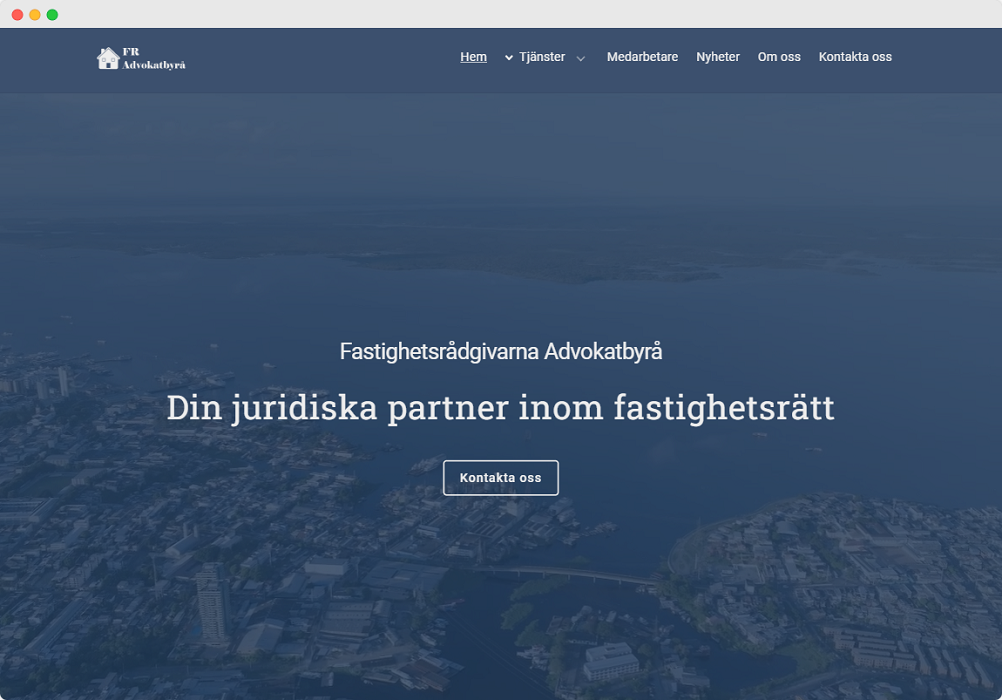 FR
Advokatbyrå
Hem Tjänster Medarbetare Nyheter Om oss Kontakta oss
Fastighetsrådgivarna Advokatbyrå
Din juridiska partner inom fastighetsrätt
Kontakta oss